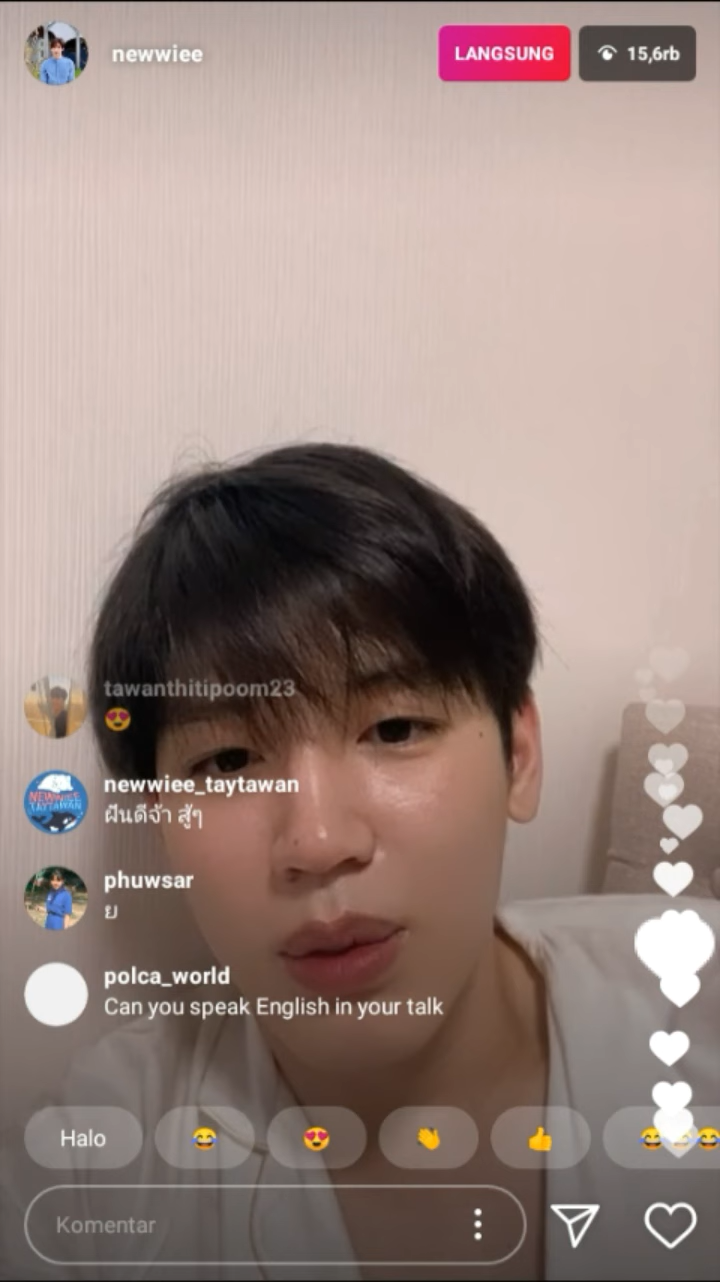 newwiee
LANGSUNG
15,6rb
tawanthitipoom23
😍
newwiee_taytawan
ฝันดีจ้า สู้ๆ
phuwsar
ย
polca_world
Can you speak English in your talk
Halo
😂
😍
👏
👍
Komentar